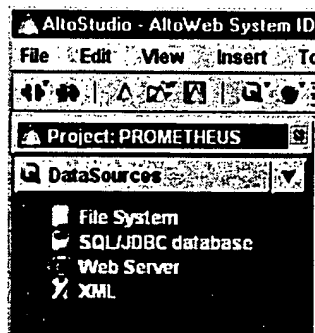 AltoStudio - AltoWeb System ID
File Edit View Insert To
Project: PROMETHEUS
DataSources
File System
SQL/JDBC database
Web Server
XML